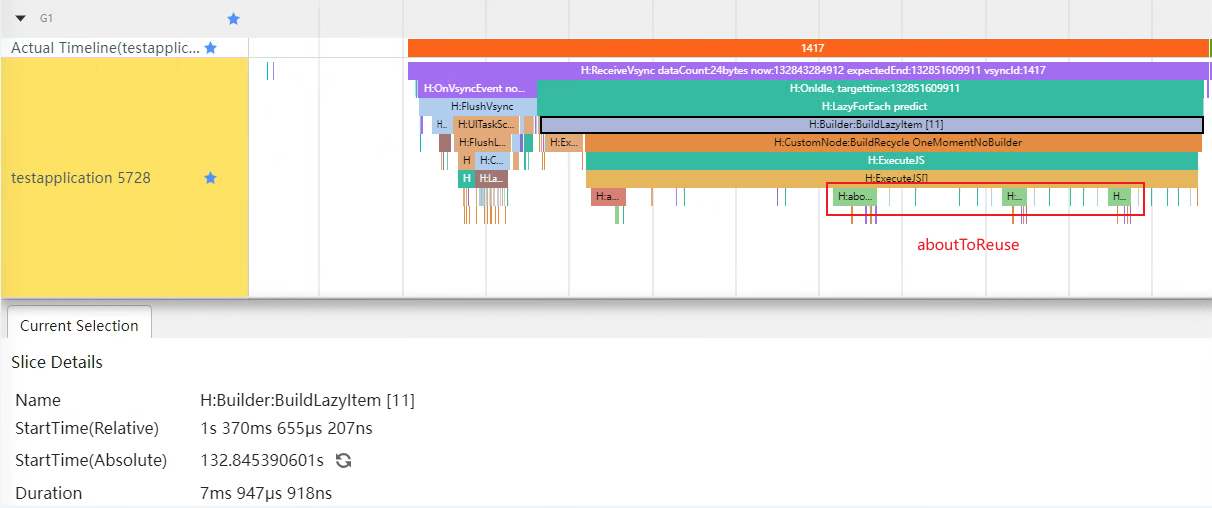 G1
Actual Timeline(testapplic...
1417
H:ReceiveVsync dataCount:24bytes now:132843284912 expectedEnd:132851609911 vsyncId:1417
H:OnVsyncEvent no... H:OnIdle, targettime:132851609911
H:FlushVsync H:LazyForEach predict
H.. H:UITaskSc... H:Builder:BuildLazyItem [11]
H:FlushL... H:Ex... H:CustomNode:BuildRecycle OneMomentNoBuilder
H H:C... H:ExecuteJS
testapplication 5728 H H:La... H:ExecuteJS[]
H:a... H:abo... H:... H...
aboutToReuse
Current Selection
Slice Details
Name H:Builder:BuildLazyItem [11]
StartTime(Relative) 1s 370ms 655μs 207ns
StartTime(Absolute) 132.845390601s
Duration 7ms 947μs 918ns